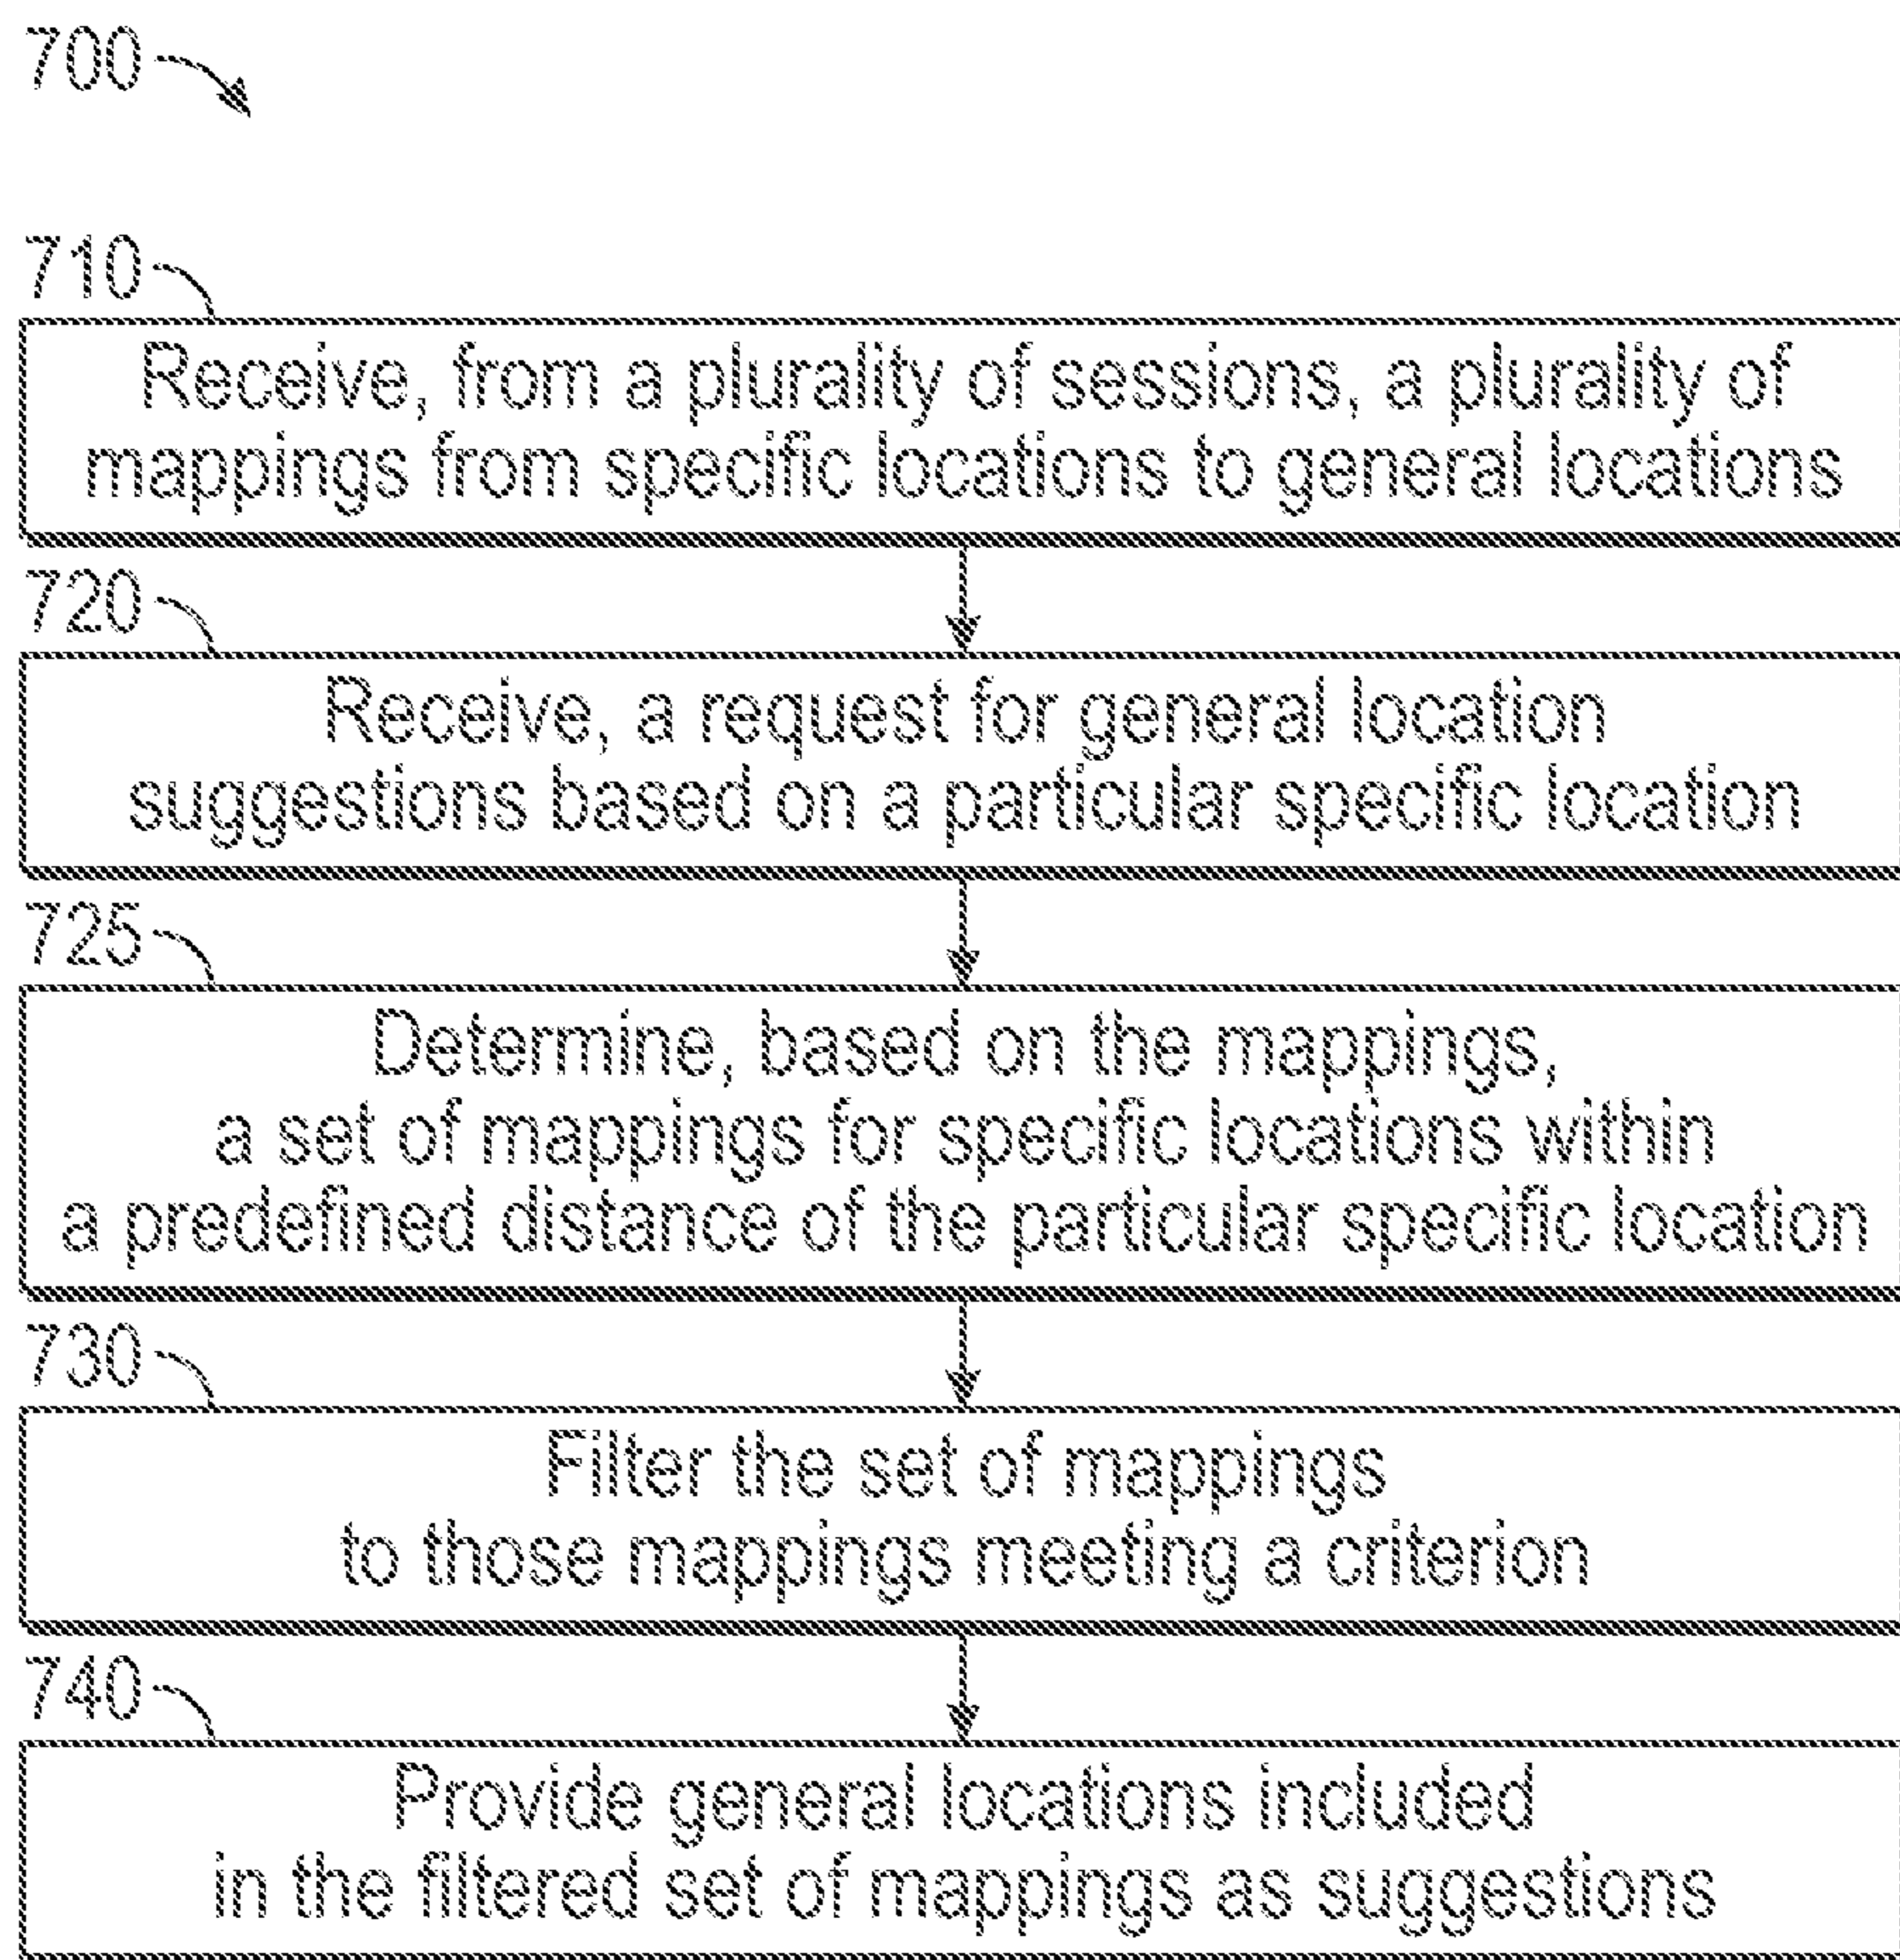 700
710
Receive, from a plurality of sessions, a plurality of
mappings from specific locations to general locations
720
Receive, a request for general location
suggestions based on a particular specific location
725
Determine, based on the mappings,
a set of mappings for specific locations within
a predefined distance of the particular specific location
730
Filter the set of mappings
to those mappings meeting a criterion
740
Provide general locations included
in the filtered set of mappings as suggestions